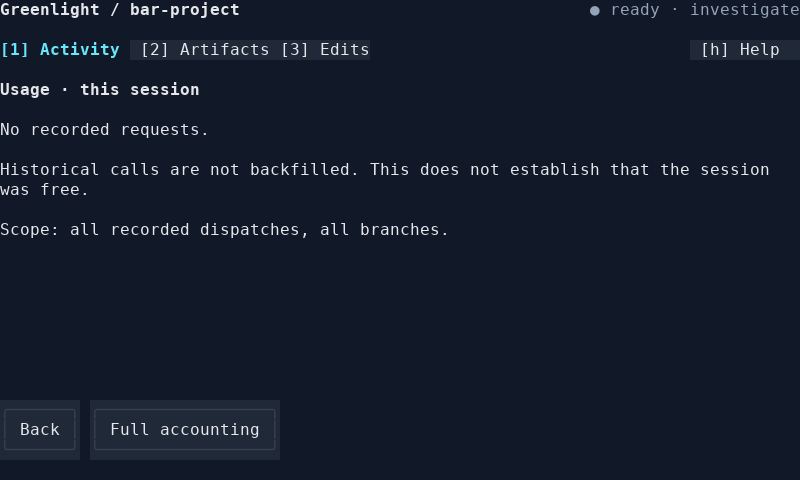 Greenlight / bar-project ● ready · investigate
[1] Activity [2] Artifacts [3] Edits [h] Help
Usage · this session
No recorded requests.
Historical calls are not backfilled. This does not establish that the session
was free.
Scope: all recorded dispatches, all branches.
Back Full accounting